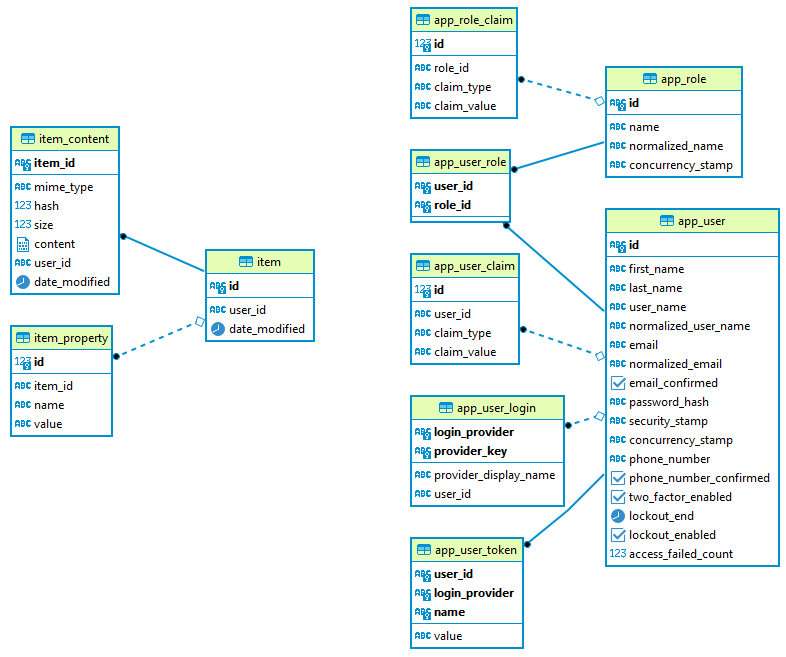 item_content
ABC item_id
ABC mime_type
123 hash
123 size
content
ABC user_id
date_modified
item_property
123 id
ABC item_id
ABC name
ABC value
item
ABC id
ABC user_id
date_modified
app_role_claim
123 id
ABC role_id
ABC claim_type
ABC claim_value
app_user_role
ABC user_id
ABC role_id
app_user_claim
123 id
ABC user_id
ABC claim_type
ABC claim_value
app_user_login
ABC login_provider
ABC provider_key
ABC provider_display_name
ABC user_id
app_user_token
ABC user_id
ABC login_provider
ABC name
ABC value
app_role
ABC id
ABC name
ABC normalized_name
ABC concurrency_stamp
app_user
ABC id
ABC first_name
ABC last_name
ABC user_name
ABC normalized_user_name
ABC email
ABC normalized_email
email_confirmed
ABC password_hash
ABC security_stamp
ABC concurrency_stamp
ABC phone_number
phone_number_confirmed
two_factor_enabled
lockout_end
lockout_enabled
123 access_failed_count